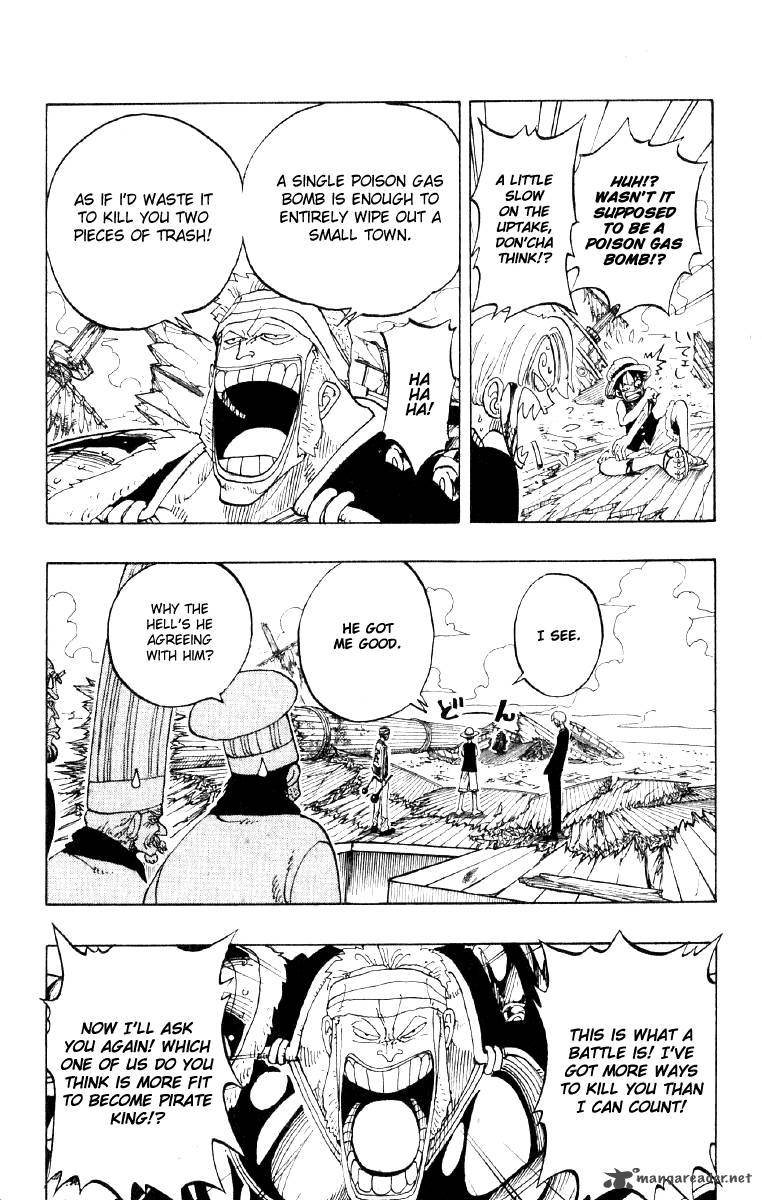 HUH!?
WASN'T IT
SUPPOSED
TO BE A
POISON GAS
BOMB!?
A LITTLE
SLOW
ON THE
UPTAKE,
DON'CHA
THINK!?
A SINGLE POISON GAS
BOMB IS ENOUGH TO
ENTIRELY WIPE OUT A
SMALL TOWN.
AS IF I'D WASTE IT
TO KILL YOU TWO
PIECES OF TRASH!
HA
HA
HA!
I SEE.
HE GOT
ME GOOD.
どーん
WHY THE
HELL'S HE
AGREEING
WITH HIM?
THIS IS WHAT A
BATTLE IS! I'VE
GOT MORE WAYS
TO KILL YOU THAN
I CAN COUNT!
NOW I'LL ASK
YOU AGAIN! WHICH
ONE OF US DO YOU
THINK IS MORE FIT
TO BECOME PIRATE
KING!?
mangareader.net